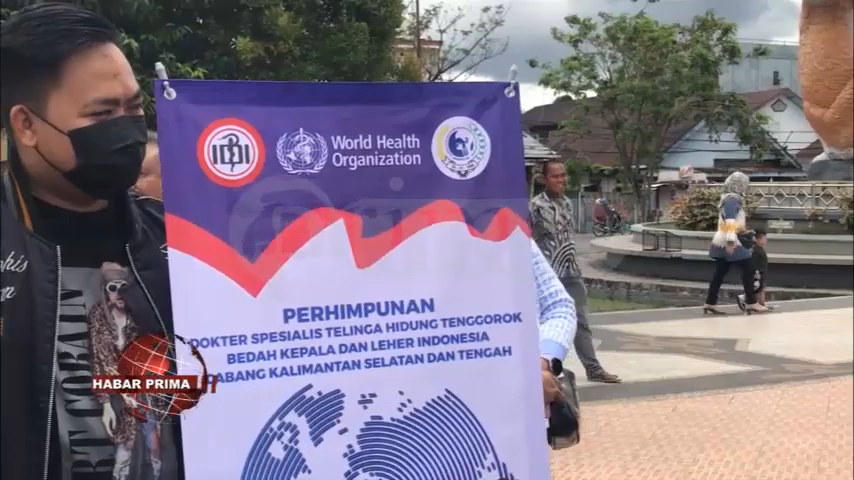 IDI
World Health
Organization
PERHIMPUNAN
DOKTER SPESIALIS TELINGA HIDUNG TENGGOROK
BEDAH KEPALA DAN LEHER INDONESIA
CABANG KALIMANTAN SELATAN DAN TENGAH
HABAR PRIMA